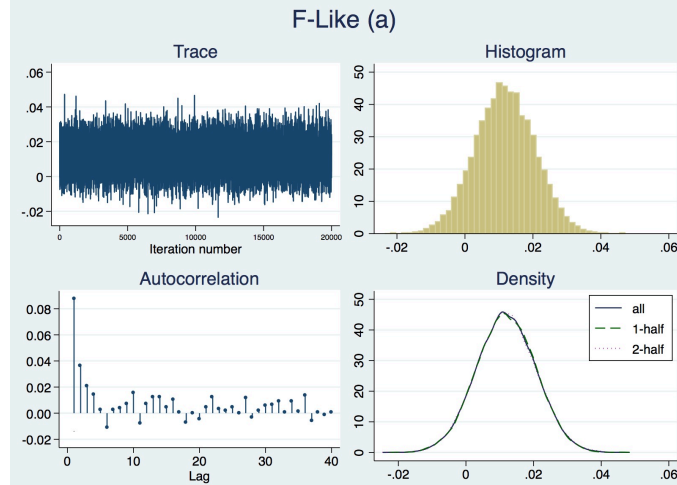 F-Like (a)
Trace
.06
.04
.02
0
-.02
0 5000 10000 15000 20000
Iteration number
Histogram
50
40
30
20
10
0
-.02 0 .02 .04 .06
Autocorrelation
0.08
0.06
0.04
0.02
0.00
-0.02
0 10 20 30 40
Lag
Density
50
40
30
20
10
0
-.02 0 .02 .04 .06
all
1-half
2-half